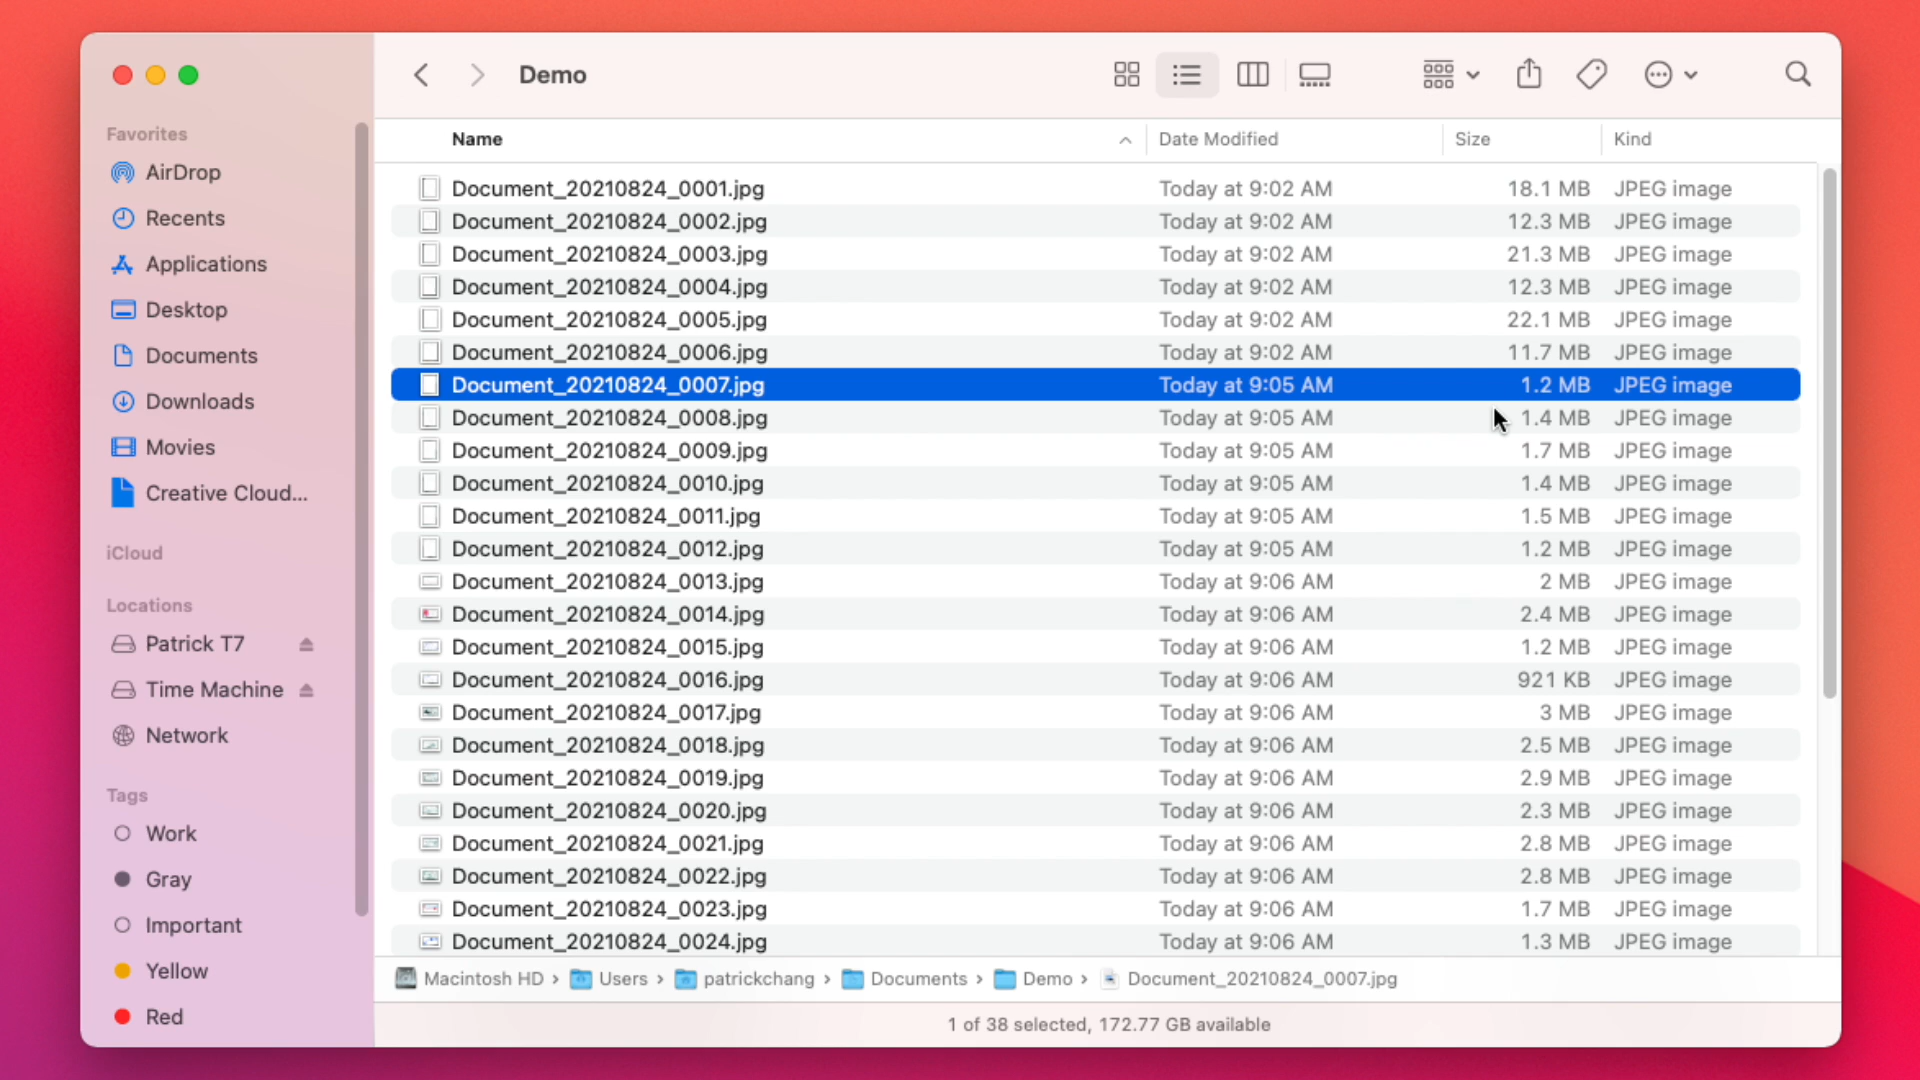 Demo
Favorites
AirDrop
Recents
Applications
Desktop
Documents
Downloads
Movies
Creative Cloud...
iCloud
Locations
Patrick T7
Time Machine
Network
Tags
Work
Gray
Important
Yellow
Red
Name Date Modified Size Kind
Document_20210824_0001.jpg Today at 9:02 AM 18.1 MB JPEG image
Document_20210824_0002.jpg Today at 9:02 AM 12.3 MB JPEG image
Document_20210824_0003.jpg Today at 9:02 AM 21.3 MB JPEG image
Document_20210824_0004.jpg Today at 9:02 AM 12.3 MB JPEG image
Document_20210824_0005.jpg Today at 9:02 AM 22.1 MB JPEG image
Document_20210824_0006.jpg Today at 9:02 AM 11.7 MB JPEG image
Document_20210824_0007.jpg Today at 9:05 AM 1.2 MB JPEG image
Document_20210824_0008.jpg Today at 9:05 AM 1.4 MB JPEG image
Document_20210824_0009.jpg Today at 9:05 AM 1.7 MB JPEG image
Document_20210824_0010.jpg Today at 9:05 AM 1.4 MB JPEG image
Document_20210824_0011.jpg Today at 9:05 AM 1.5 MB JPEG image
Document_20210824_0012.jpg Today at 9:05 AM 1.2 MB JPEG image
Document_20210824_0013.jpg Today at 9:06 AM 2 MB JPEG image
Document_20210824_0014.jpg Today at 9:06 AM 2.4 MB JPEG image
Document_20210824_0015.jpg Today at 9:06 AM 1.2 MB JPEG image
Document_20210824_0016.jpg Today at 9:06 AM 921 KB JPEG image
Document_20210824_0017.jpg Today at 9:06 AM 3 MB JPEG image
Document_20210824_0018.jpg Today at 9:06 AM 2.5 MB JPEG image
Document_20210824_0019.jpg Today at 9:06 AM 2.9 MB JPEG image
Document_20210824_0020.jpg Today at 9:06 AM 2.3 MB JPEG image
Document_20210824_0021.jpg Today at 9:06 AM 2.8 MB JPEG image
Document_20210824_0022.jpg Today at 9:06 AM 2.8 MB JPEG image
Document_20210824_0023.jpg Today at 9:06 AM 1.7 MB JPEG image
Document_20210824_0024.jpg Today at 9:06 AM 1.3 MB JPEG image
Macintosh HD › Users › patrickchang › Documents › Demo › Document_20210824_0007.jpg
1 of 38 selected, 172.77 GB available